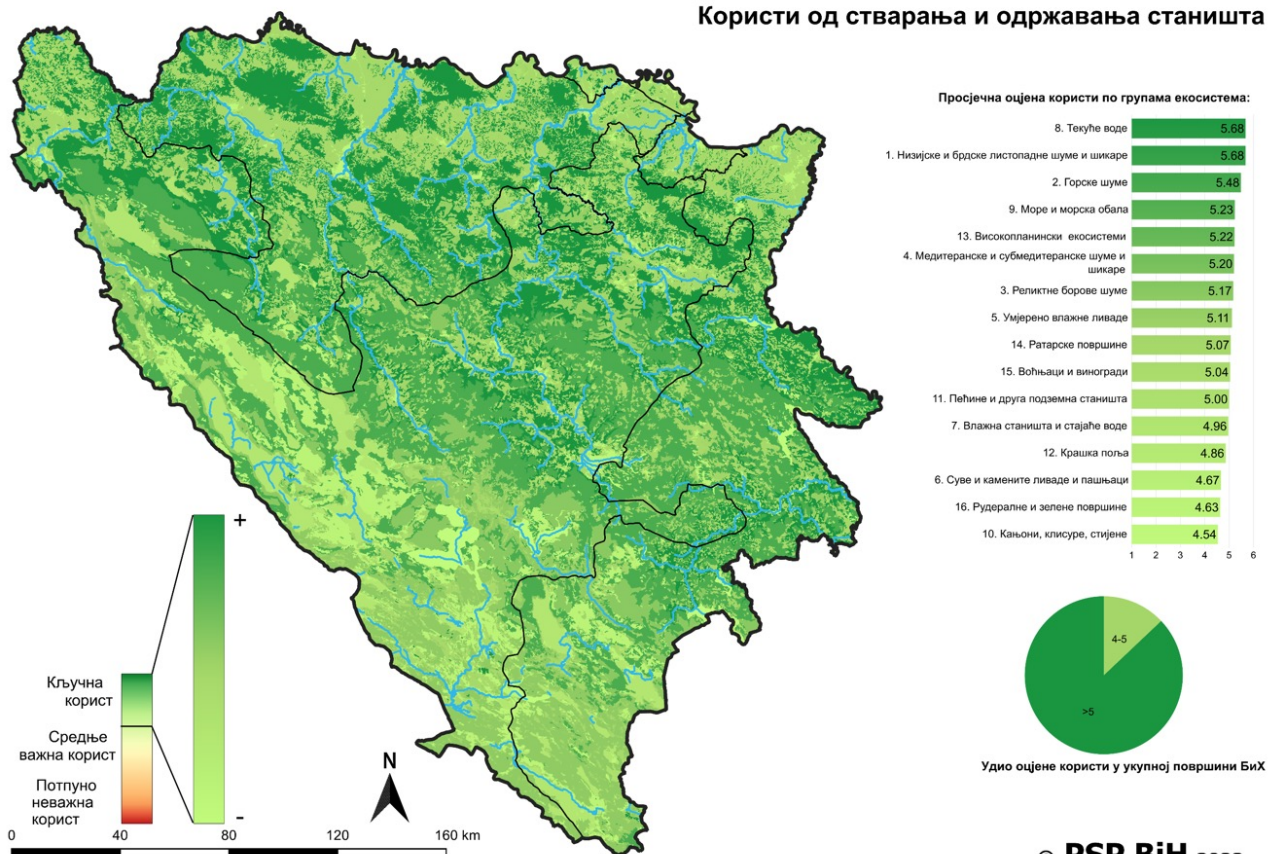 Користи од стварања и одржавања станишта
Просјечна оцјена користи по групама екосистема:
8. Текуће воде 5.68
1. Низијске и брдске листопадне шуме и шикаре 5.68
2. Горске шуме 5.48
9. Море и морска обала 5.23
13. Високопланински екосистеми 5.22
4. Медитеранске и субмедитеранске шуме и
шикаре 5.20
3. Реликтне борове шуме 5.17
5. Умјерено влажне ливаде 5.11
14. Ратарске површине 5.07
15. Воћњаци и виногради 5.04
11. Пећине и друга подземна станишта 5.00
7. Влажна станишта и стајаће воде 4.96
12. Крашка поља 4.86
6. Суве и камените ливаде и пашњаци 4.67
16. Рудералне и зелене површине 4.63
10. Кањони, клисуре, стијене 4.54
1 2 3 4 5 6
4-5
>5
Удио оцјене користи у укупној површини БиХ
+
-
Кључна
корист
Средње
важна корист
Потпуно
неважна
корист
N
0 40 80 120 160 km
PSP BiH